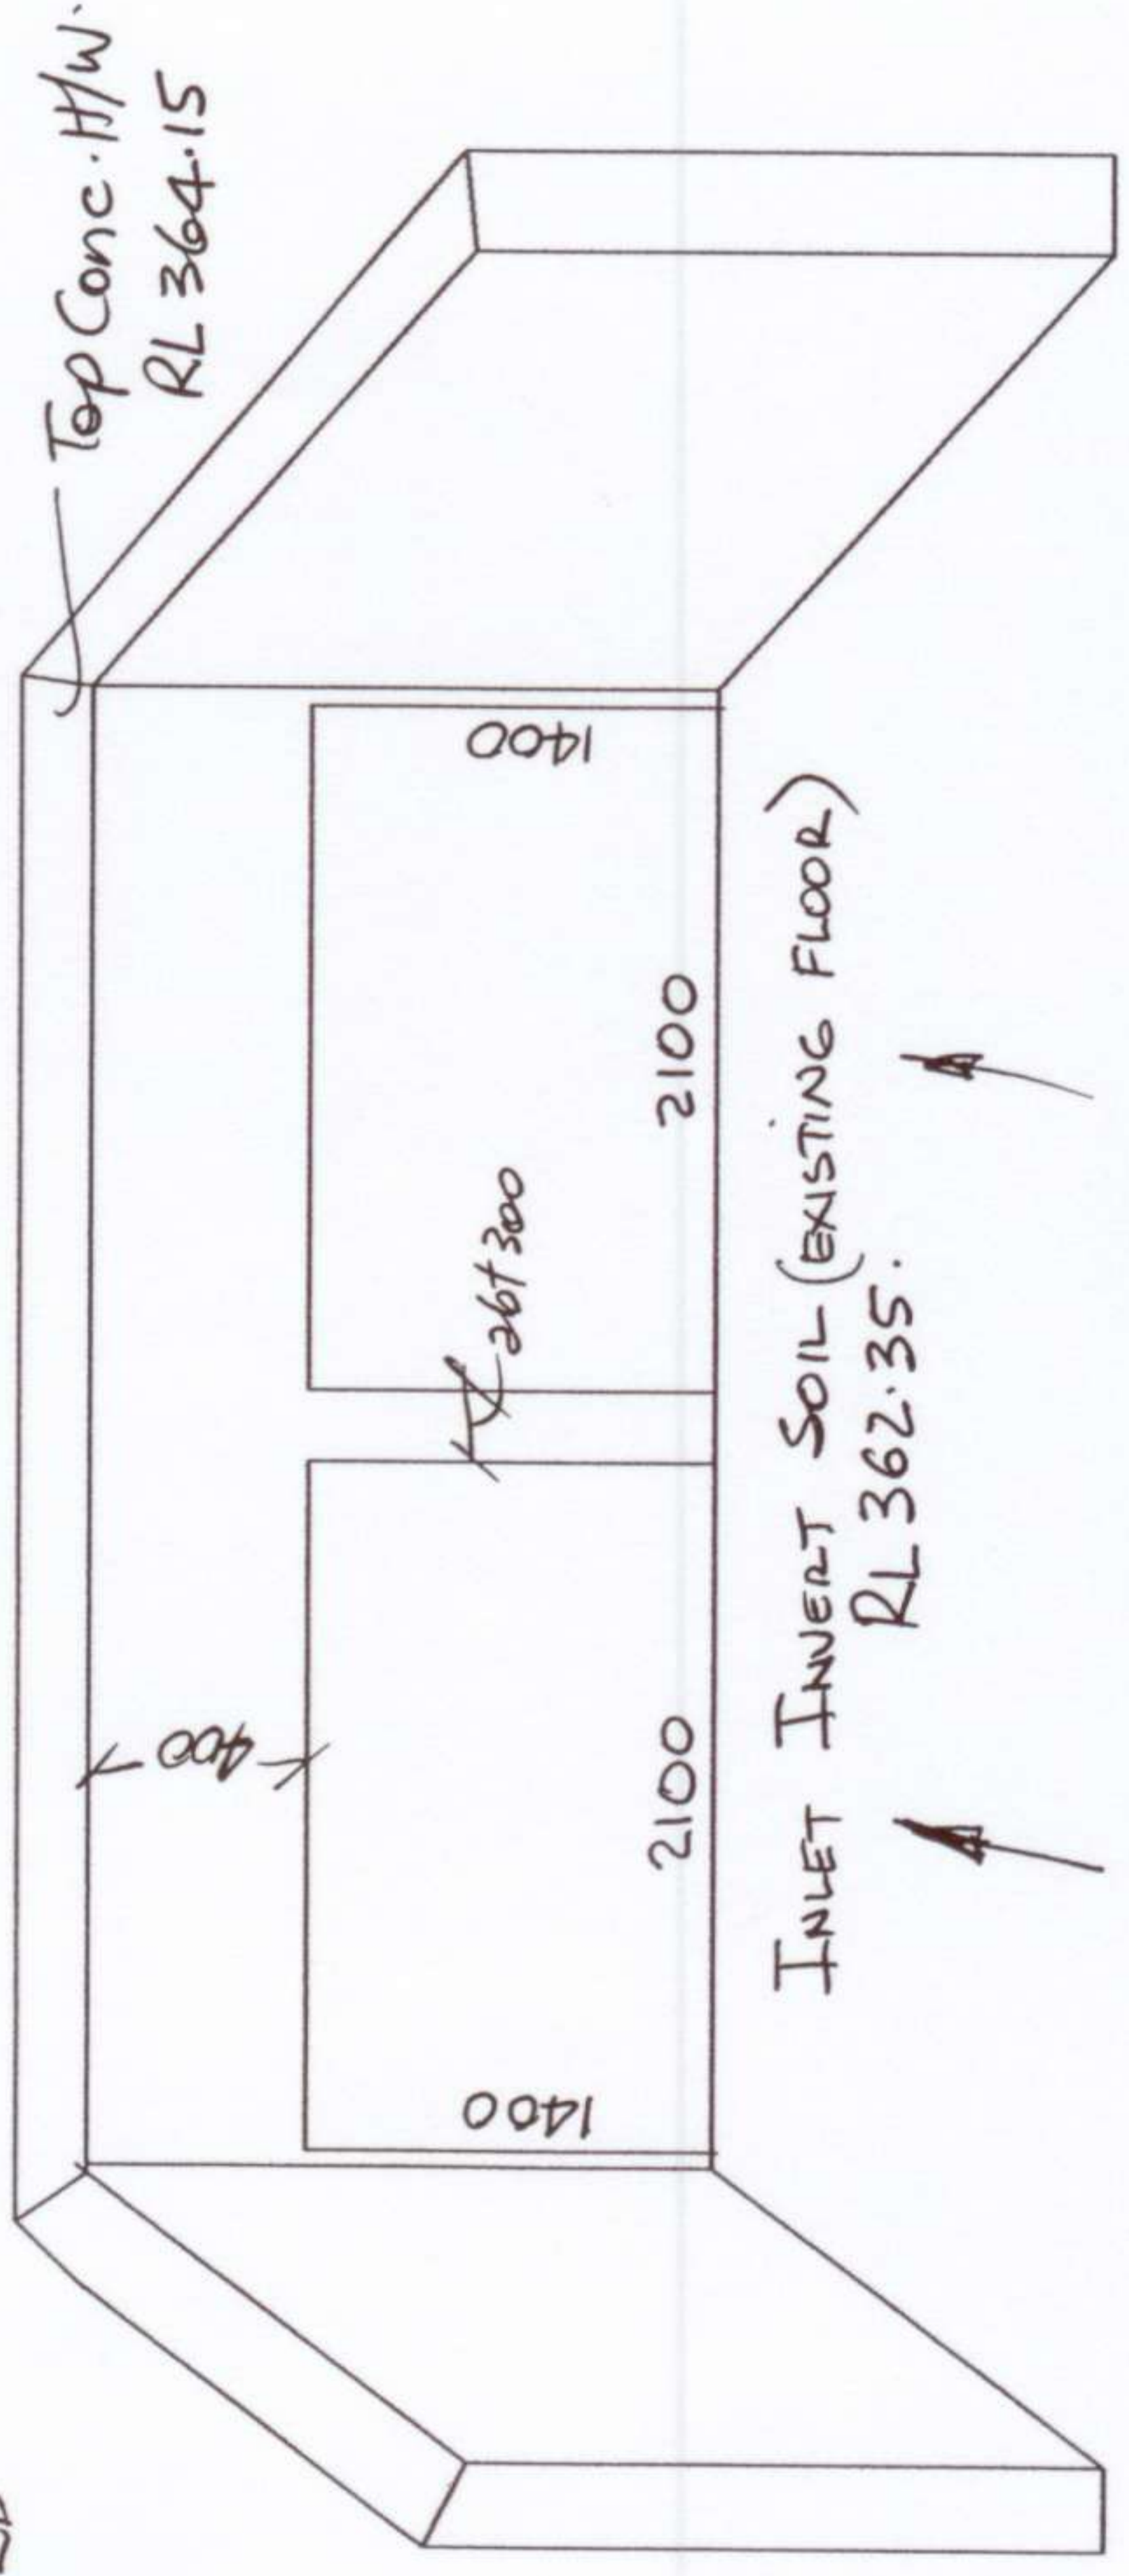 Top Conc. H/W.
RL 364.15
400
1400
1400
300
2100
2100
INLET INVERT SOIL (EXISTING FLOOR)
RL 362.35.